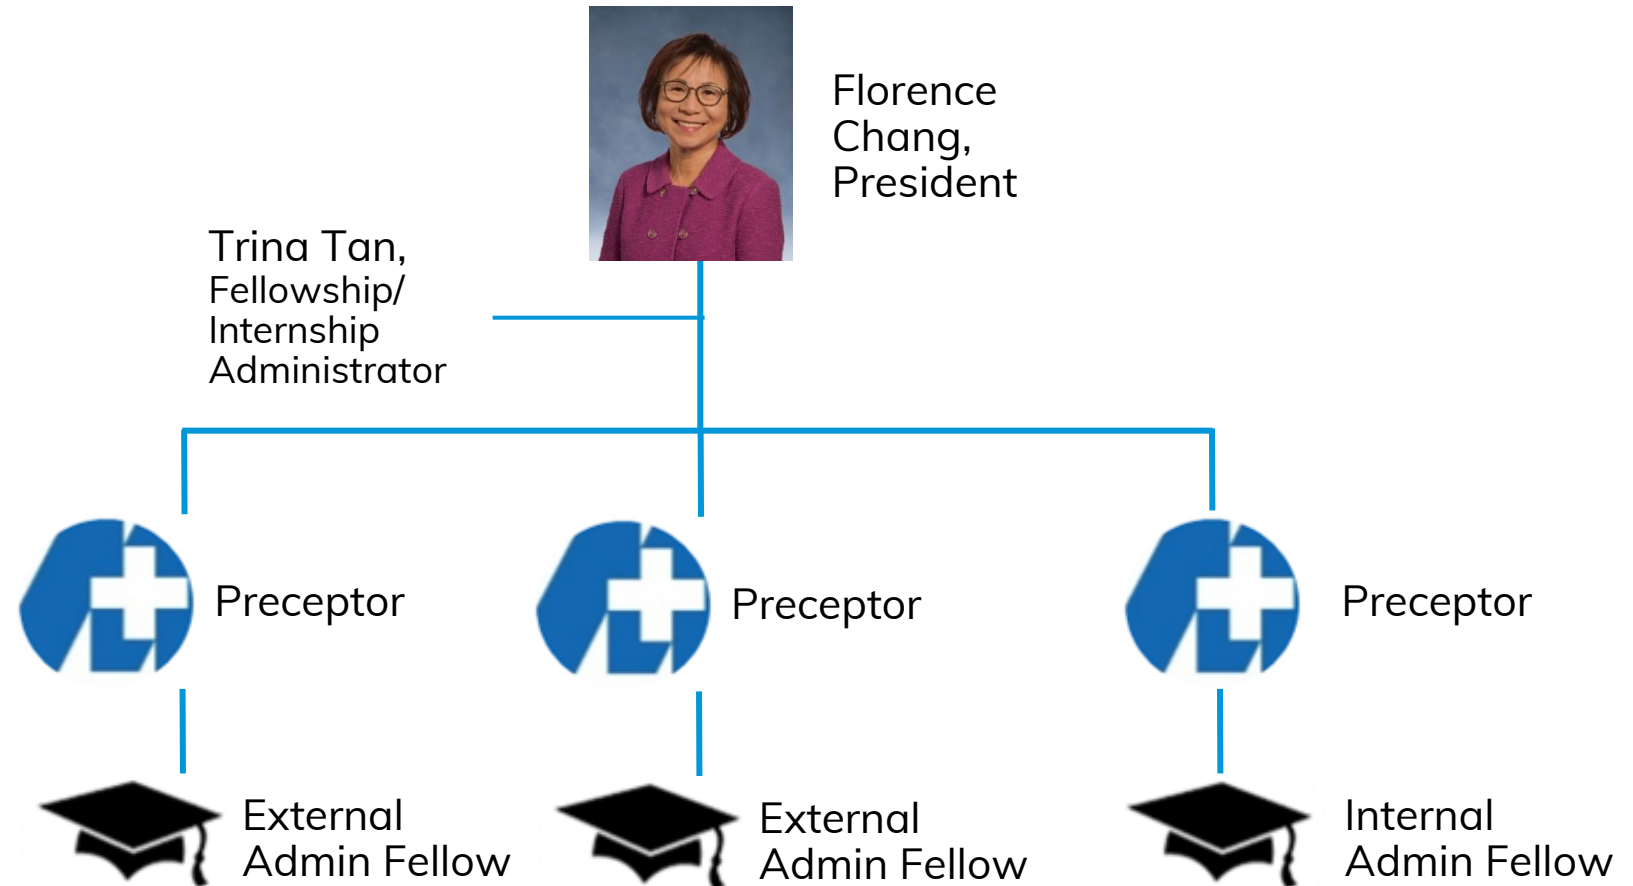 Florence
Chang,
President
Trina Tan,
Fellowship/
Internship
Administrator
Preceptor
Preceptor
Preceptor
External
Admin Fellow
External
Admin Fellow
Internal
Admin Fellow